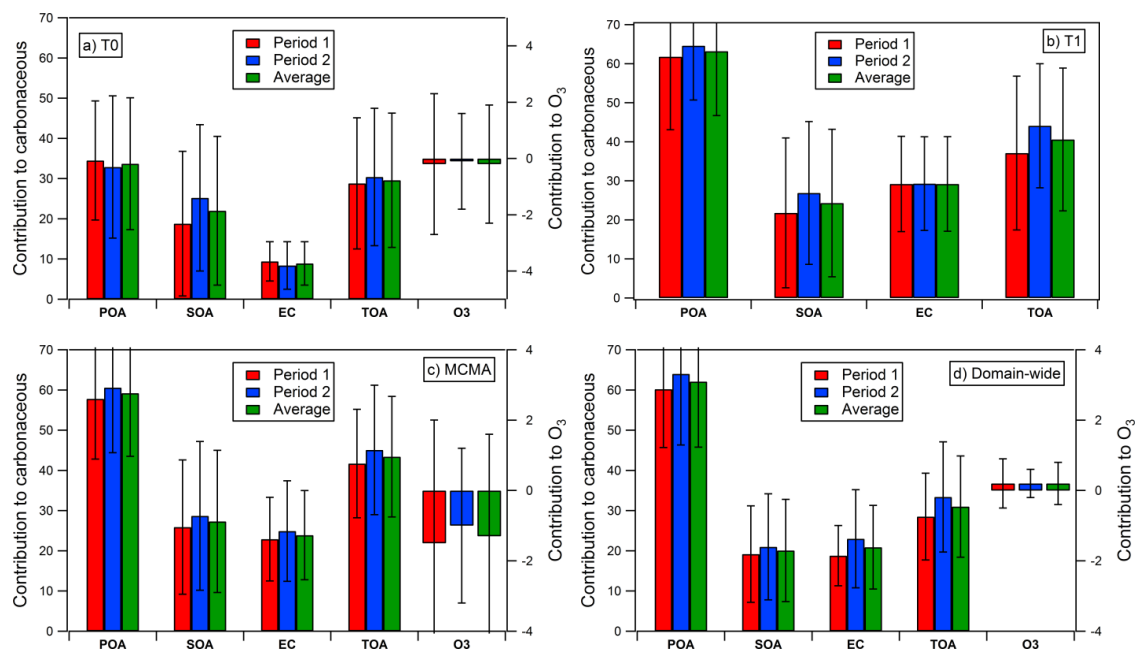 a) T0
Period 1
Period 2
Average
Contribution to carbonaceous
70
60
50
40
30
20
10
0
Contribution to O3
4
2
0
-2
-4
POA SOA EC TOA O3
b) T1
Period 1
Period 2
Average
Contribution to carbonaceous
70
60
50
40
30
20
10
0
POA SOA EC TOA
c) MCMA
Period 1
Period 2
Average
Contribution to carbonaceous
70
60
50
40
30
20
10
0
Contribution to O3
4
2
0
-2
-4
POA SOA EC TOA O3
d) Domain-wide
Period 1
Period 2
Average
Contribution to carbonaceous
70
60
50
40
30
20
10
0
Contribution to O3
4
2
0
-2
-4
POA SOA EC TOA O3